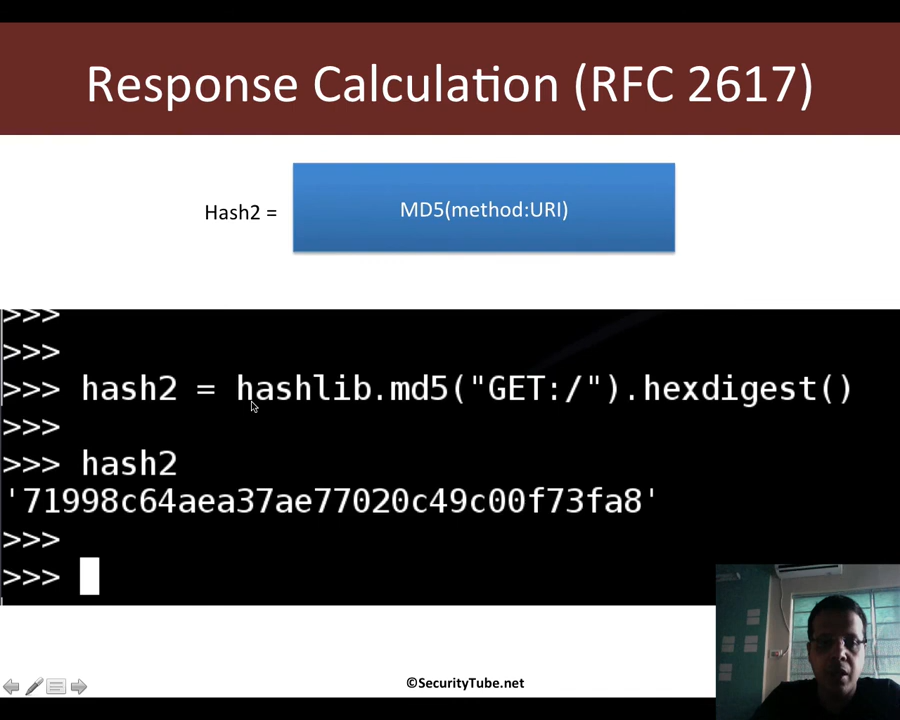 Response Calculation (RFC 2617)
Hash2 =
MD5(method:URI)
>>>
>>>
>>> hash2 = hashlib.md5("GET:/").hexdigest()
>>>
>>> hash2
'71998c64aea37ae77020c49c00f73fa8'
>>>
>>>
©SecurityTube.net